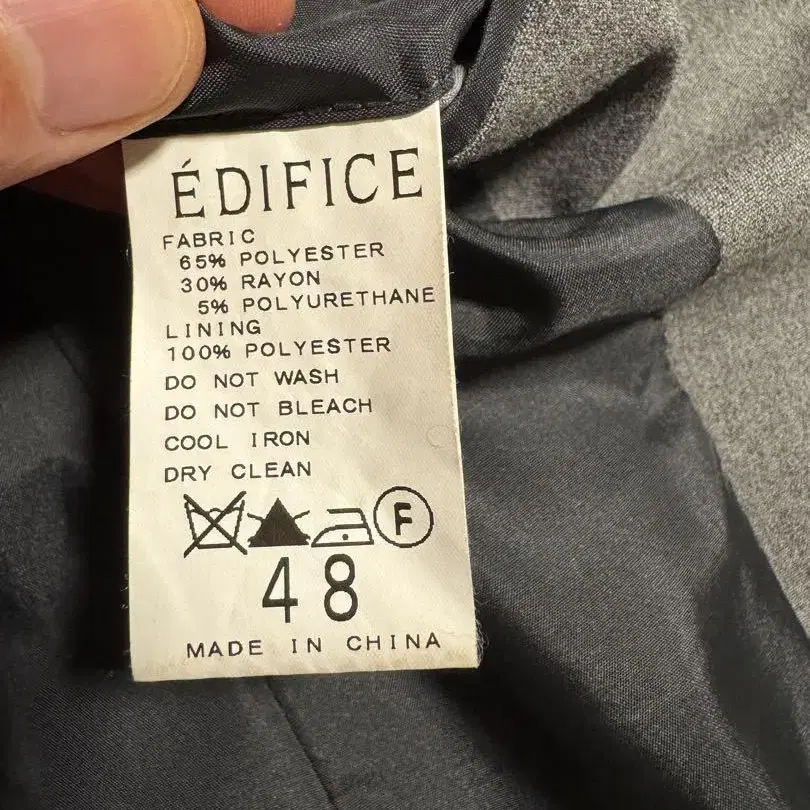 ÉDIFICE
FABRIC
65% POLYESTER
30% RAYON
5% POLYURETHANE
LINING
100% POLYESTER
DO NOT WASH
DO NOT BLEACH
COOL IRON
DRY CLEAN
F
48
MADE IN CHINA